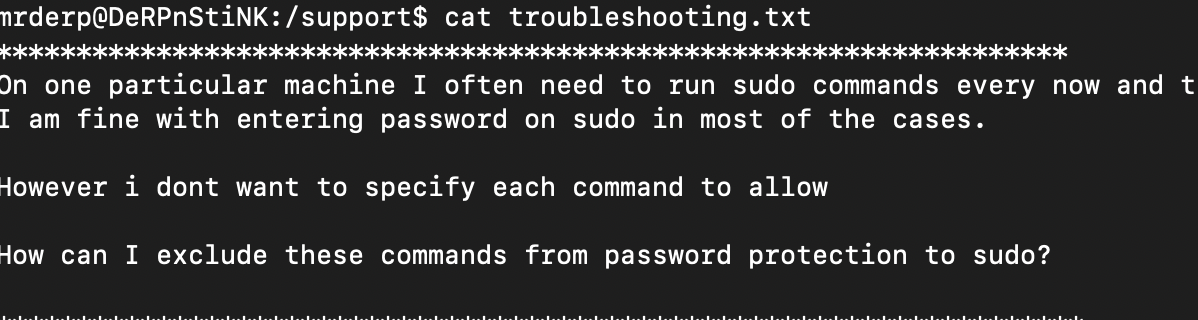 mrderp@DeRPnStiNK:/support$ cat troubleshooting.txt
*******************************************************************
On one particular machine I often need to run sudo commands every now and t
I am fine with entering password on sudo in most of the cases.
However i dont want to specify each command to allow
How can I exclude these commands from password protection to sudo?